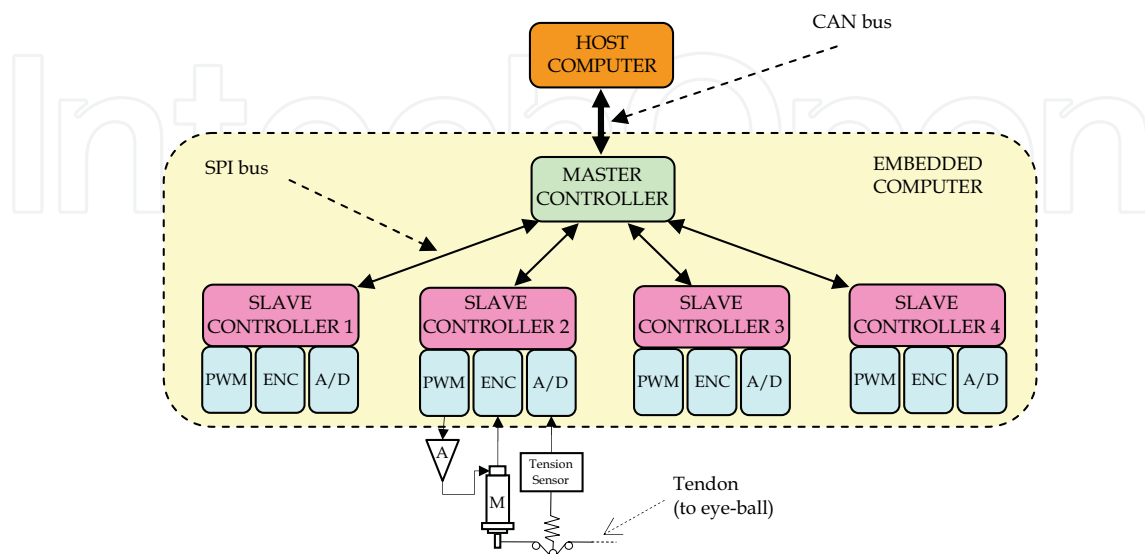 IntechOpen
CAN bus
HOST
COMPUTER
SPI bus
MASTER
CONTROLLER
EMBEDDED
COMPUTER
SLAVE
CONTROLLER 1
SLAVE
CONTROLLER 2
SLAVE
CONTROLLER 3
SLAVE
CONTROLLER 4
PWM ENC A/D
PWM ENC A/D
PWM ENC A/D
PWM ENC A/D
A
M
Tension
Sensor
Tendon
(to eye-ball)